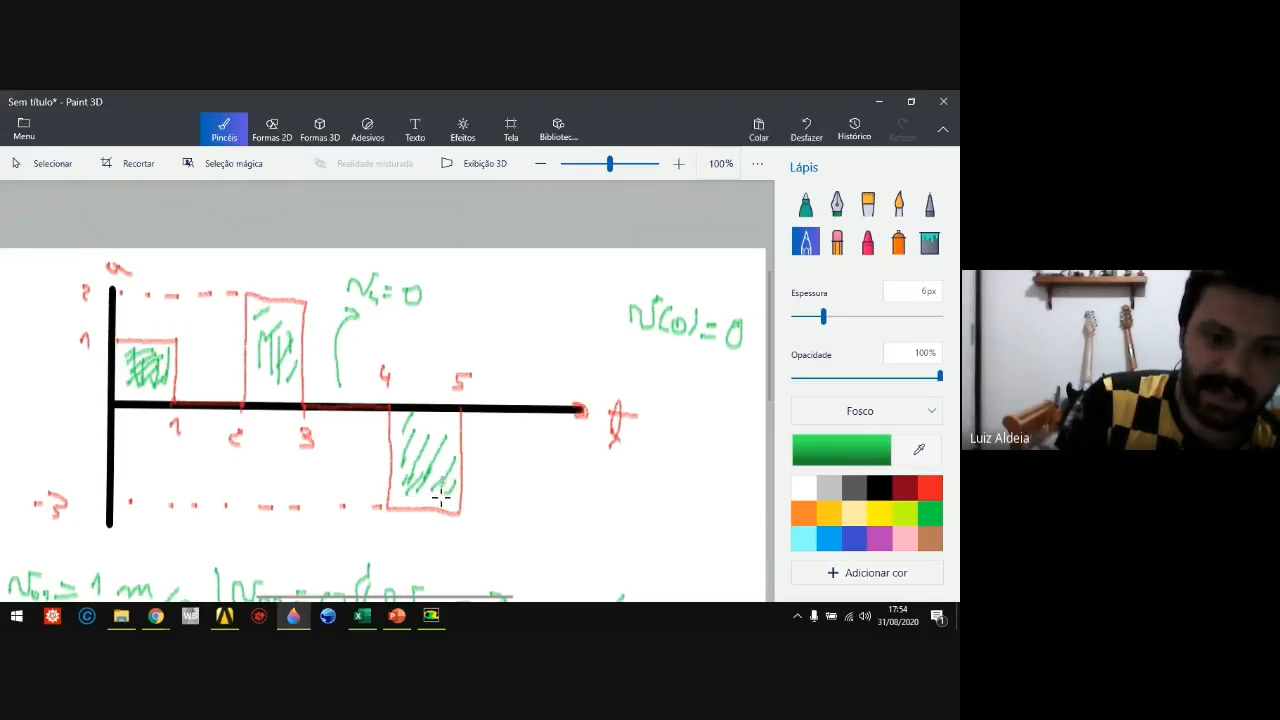 Sem título* - Paint 3D
Menu
Pincéis
Formas 2D
Formas 3D
Adesivos
Texto
Efeitos
Tela
Bibliotec...
Colar
Desfazer
Histórico
Refazer
Selecionar
Recortar
Seleção mágica
Realidade misturada
Exibição 3D
100%
Lápis
Espessura
6px
Opacidade
100%
Fosco
Adicionar cor
a
2
1
-3
1
2
3
4
5
t
= 0
v(0) = 0
Luiz Aldeia
17:54
31/08/2020
1